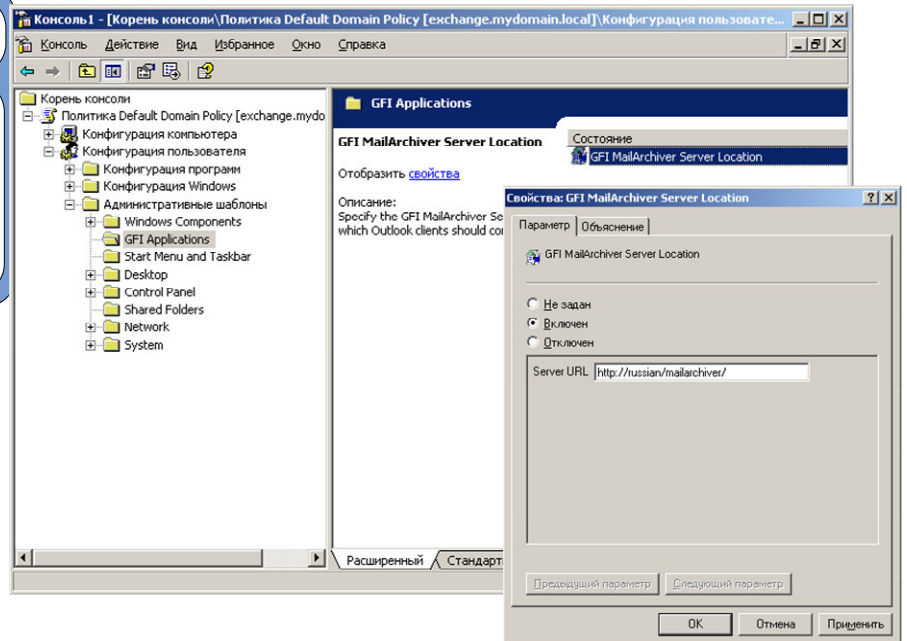 Консоль1 - [Корень консоли\Политика Default Domain Policy [exchange.mydomain.local]\Конфигурация пользовате...
Консоль Действие Вид Избранное Окно Справка
Корень консоли
Политика Default Domain Policy [exchange.mydo
Конфигурация компьютера
Конфигурация пользователя
Конфигурация программ
Конфигурация Windows
Административные шаблоны
Windows Components
GFI Applications
Start Menu and Taskbar
Desktop
Control Panel
Shared Folders
Network
System
GFI Applications
GFI MailArchiver Server Location
Отобразить свойства
Описание:
Specify the GFI MailArchiver Se
which Outlook clients should co
Состояние
GFI MailArchiver Server Location
Расширенный Стандарт
Свойства: GFI MailArchiver Server Location
Параметр Объяснение
GFI MailArchiver Server Location
Не задан
Включен
Отключен
Server URL http://russian/mailarchiver/
Предыдущий параметр Следующий параметр
OK Отмена Применить